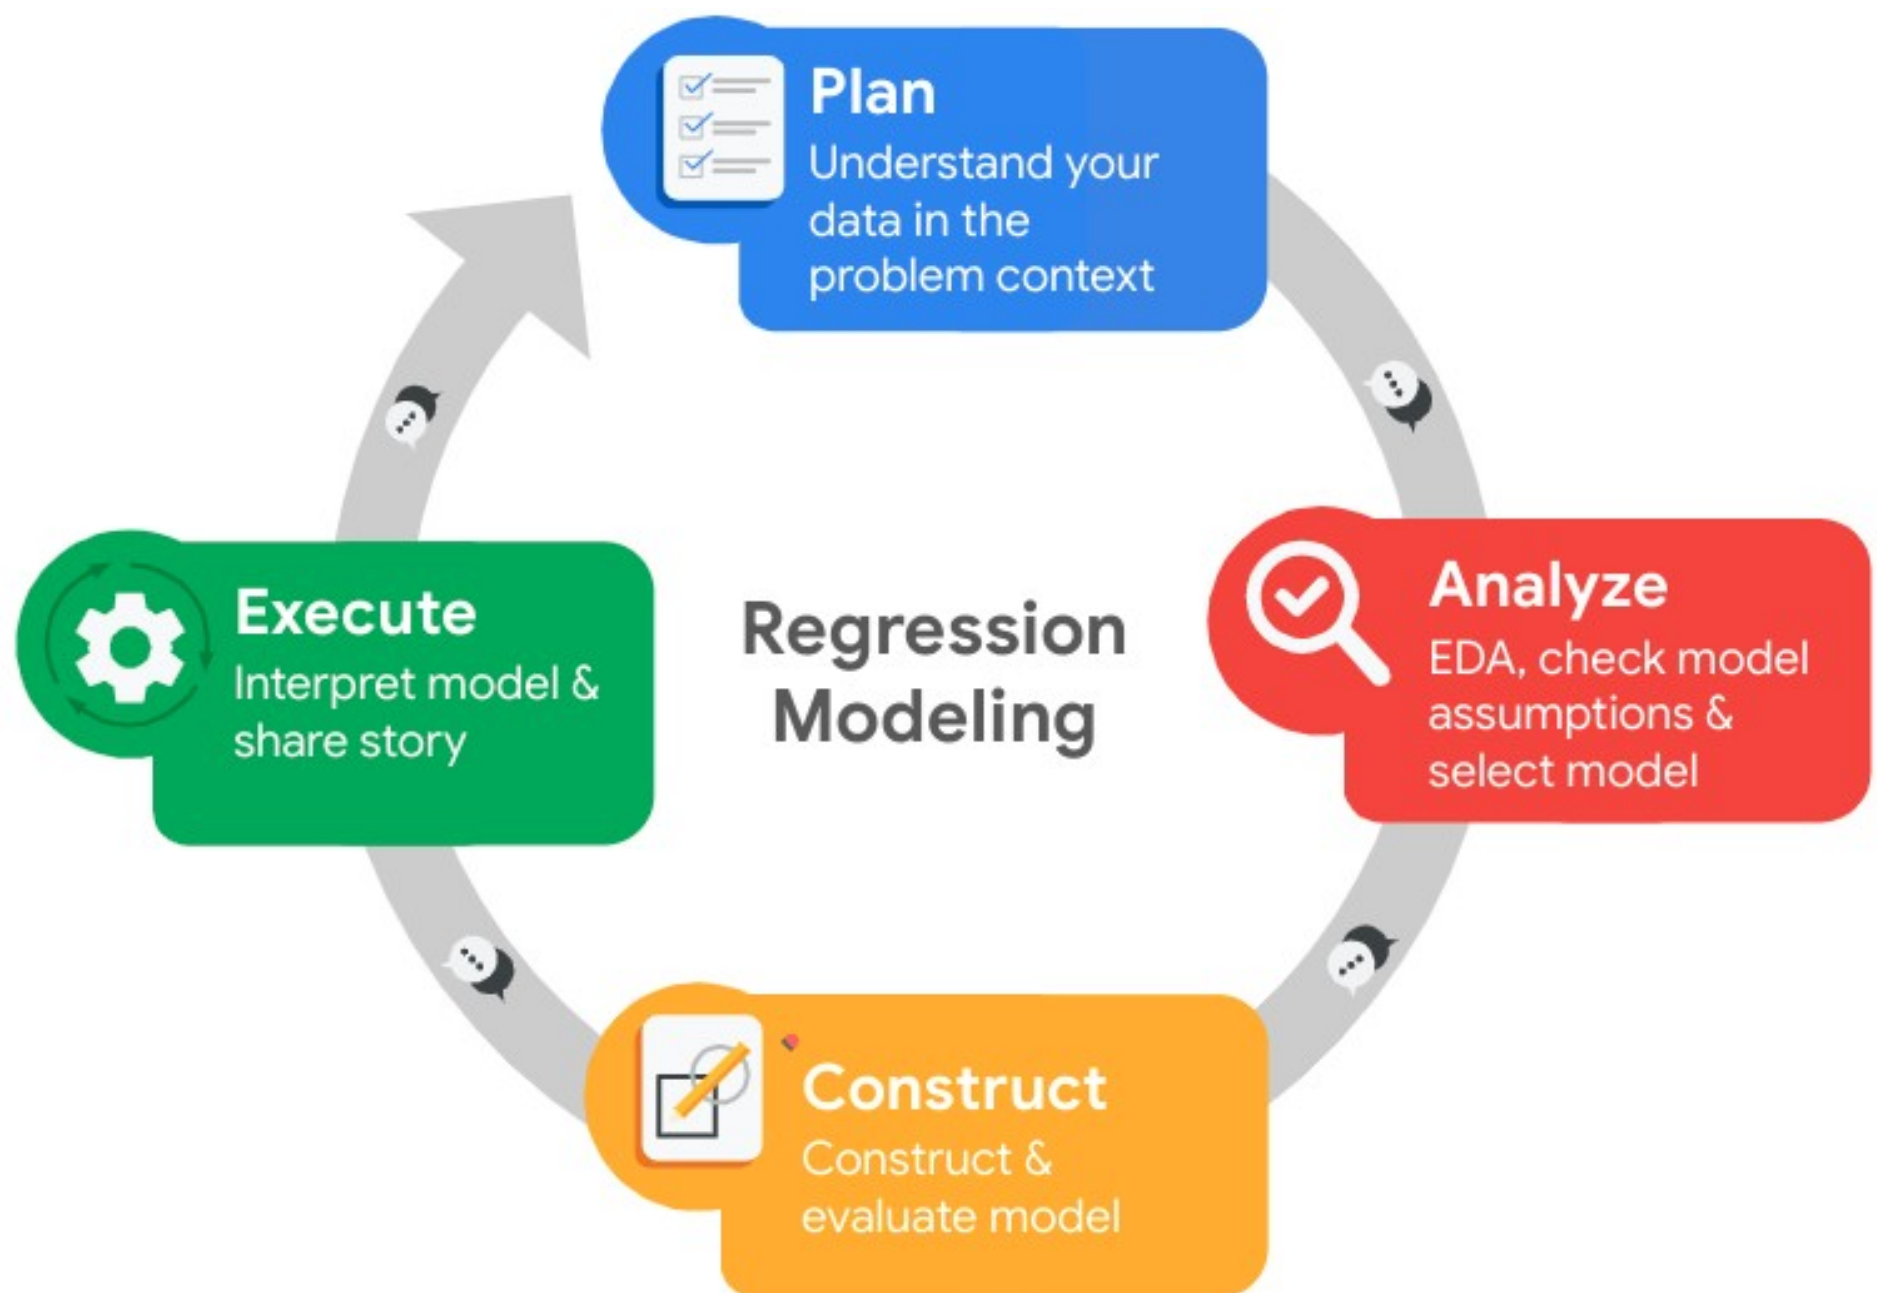 Plan
Understand your
data in the
problem context
Analyze
EDA, check model
assumptions &
select model
Construct
Construct &
evaluate model
Execute
Interpret model &
share story
Regression
Modeling